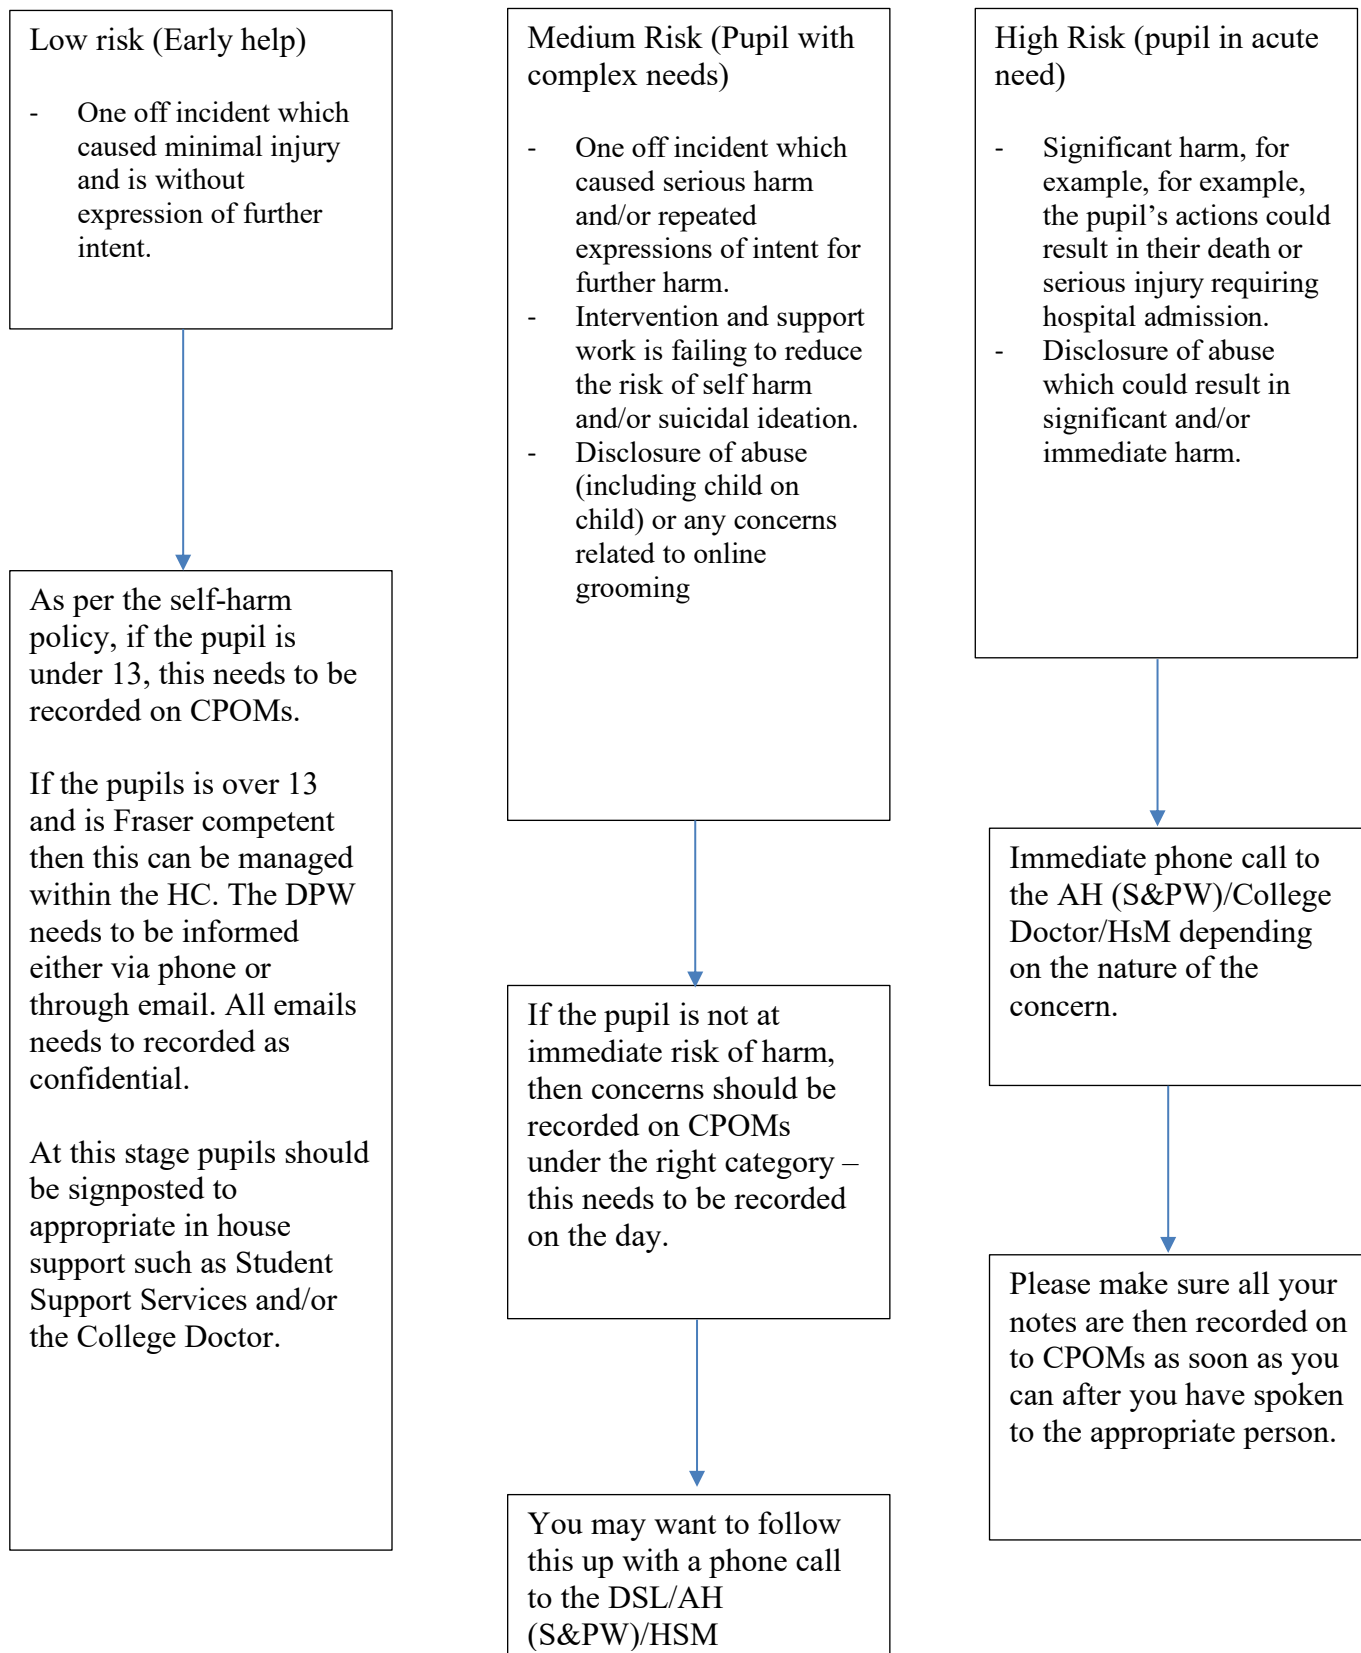 Low risk (Early help)
- One off incident which
caused minimal injury
and is without
expression of further
intent.
As per the self-harm
policy, if the pupil is
under 13, this needs to be
recorded on CPOMs.
If the pupils is over 13
and is Fraser competent
then this can be managed
within the HC. The DPW
needs to be informed
either via phone or
through email. All emails
needs to recorded as
confidential.
At this stage pupils should
be signposted to
appropriate in house
support such as Student
Support Services and/or
the College Doctor.
Medium Risk (Pupil with
complex needs)
- One off incident which
caused serious harm
and/or repeated
expressions of intent for
further harm.
- Intervention and support
work is failing to reduce
the risk of self harm
and/or suicidal ideation.
- Disclosure of abuse
(including child on
child) or any concerns
related to online
grooming
If the pupil is not at
immediate risk of harm,
then concerns should be
recorded on CPOMs
under the right category –
this needs to be recorded
on the day.
You may want to follow
this up with a phone call
to the DSL/AH
(S&PW)/HSM
High Risk (pupil in acute
need)
- Significant harm, for
example, for example,
the pupil’s actions could
result in their death or
serious injury requiring
hospital admission.
- Disclosure of abuse
which could result in
significant and/or
immediate harm.
Immediate phone call to
the AH (S&PW)/College
Doctor/HsM depending
on the nature of the
concern.
Please make sure all your
notes are then recorded on
to CPOMs as soon as you
can after you have spoken
to the appropriate person.